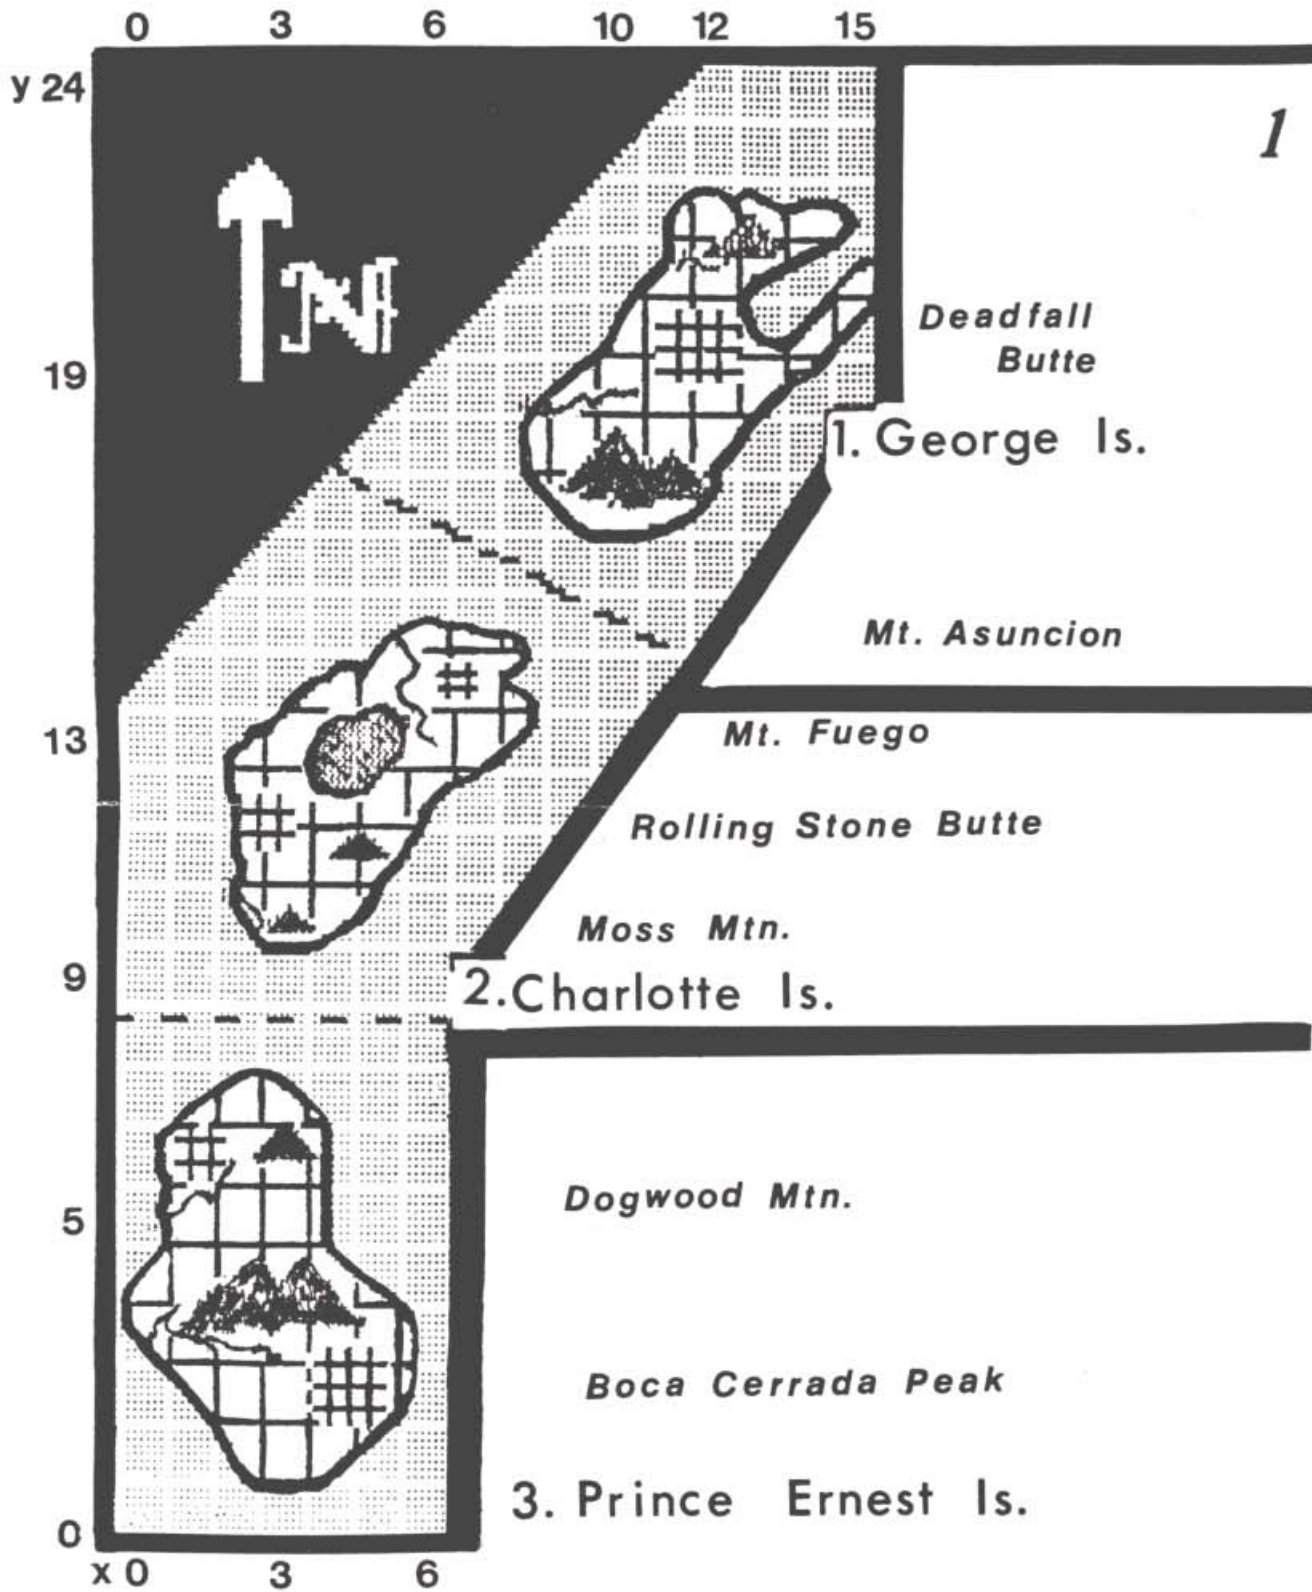 0 3 6 10 12 15
y 24
1
N
Deadfall
Butte
19
1. George Is.
Mt. Asuncion
Mt. Fuego
13
Rolling Stone Butte
Moss Mtn.
9
2. Charlotte Is.
Dogwood Mtn.
5
Boca Cerrada Peak
3. Prince Ernest Is.
0
x 0 3 6